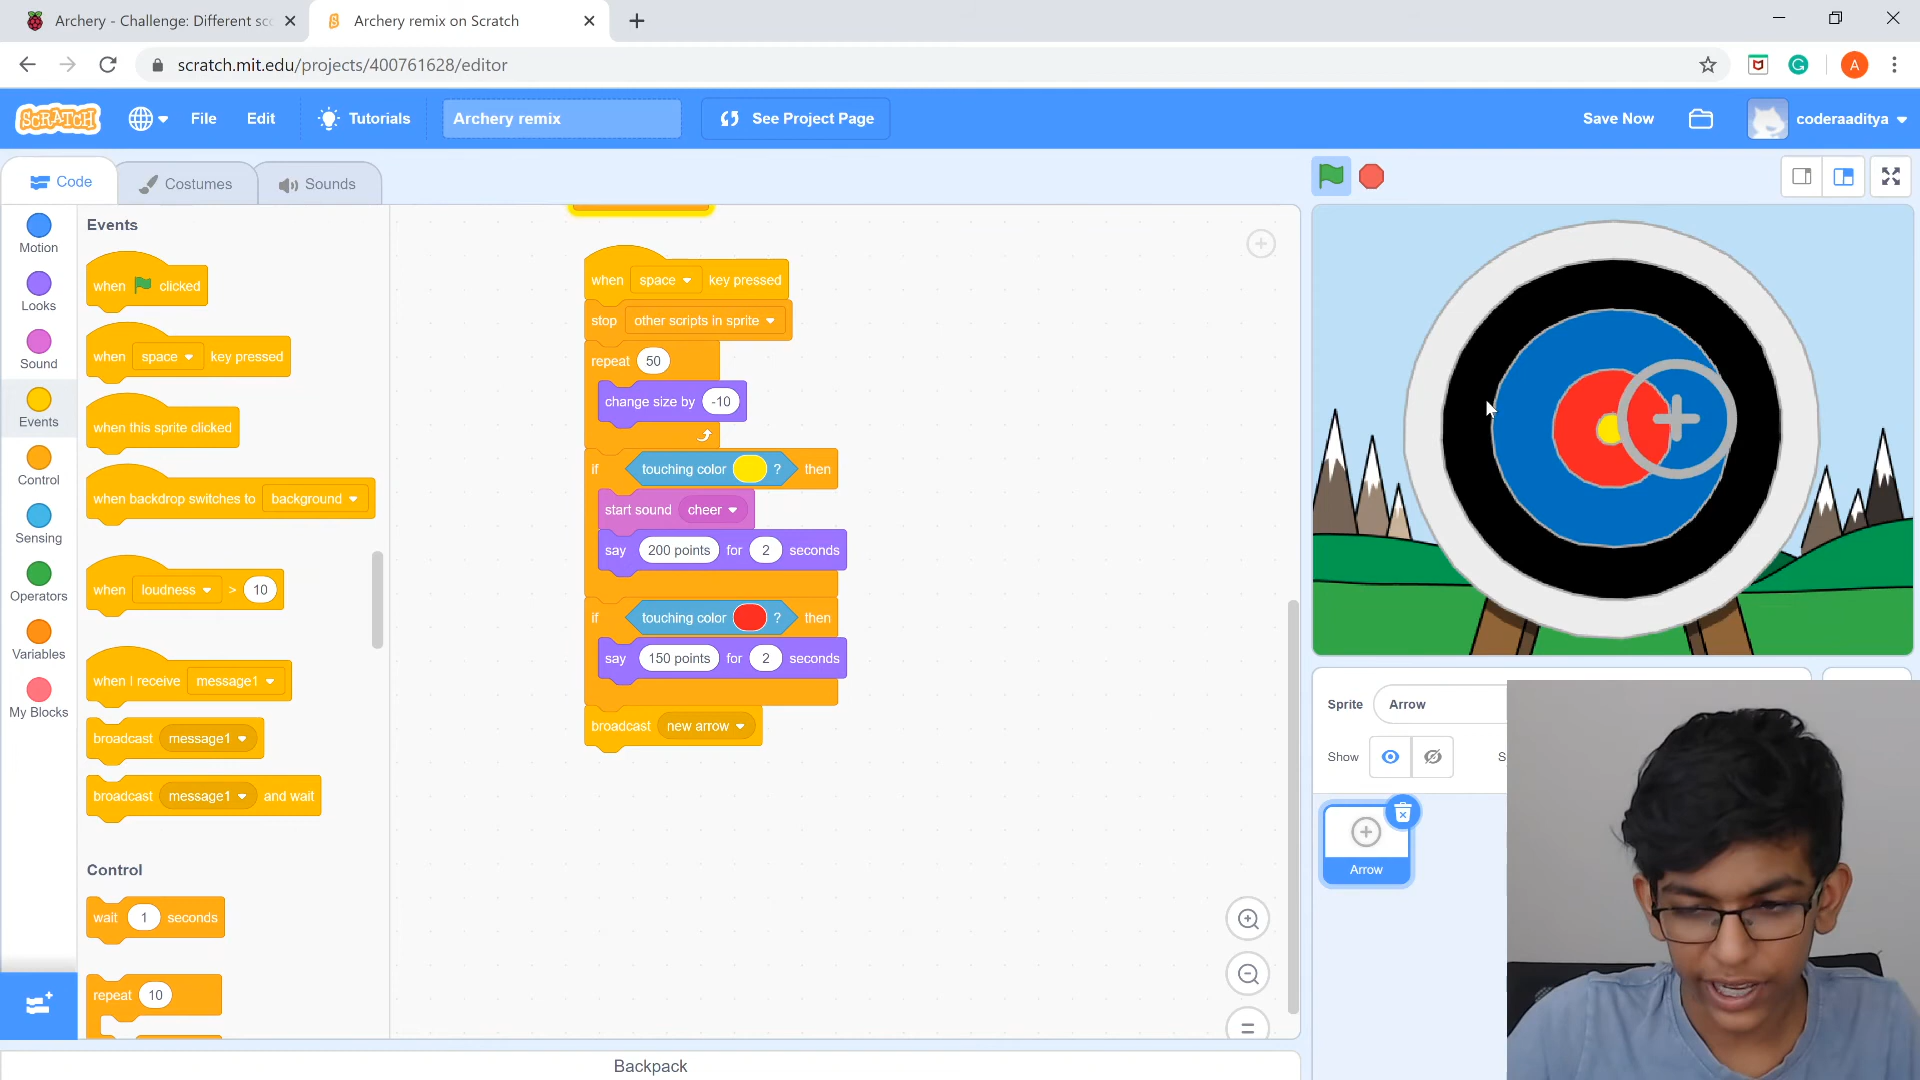 Archery - Challenge: Different sco
Archery remix on Scratch
scratch.mit.edu/projects/400761628/editor
A
SCRATCH
File
Edit
Tutorials
Archery remix
See Project Page
Save Now
coderaaditya
Code
Costumes
Sounds
Motion
Looks
Sound
Events
Control
Sensing
Operators
Variables
My Blocks
Events
when clicked
when space key pressed
when this sprite clicked
when backdrop switches to background
when loudness > 10
when I receive message1
broadcast message1
broadcast message1 and wait
Control
wait 1 seconds
repeat 10
when space key pressed
stop other scripts in sprite
repeat 50
change size by -10
if touching color ? then
start sound cheer
say 200 points for 2 seconds
if touching color ? then
say 150 points for 2 seconds
broadcast new arrow
Sprite Arrow
Show S
Arrow
Backpack